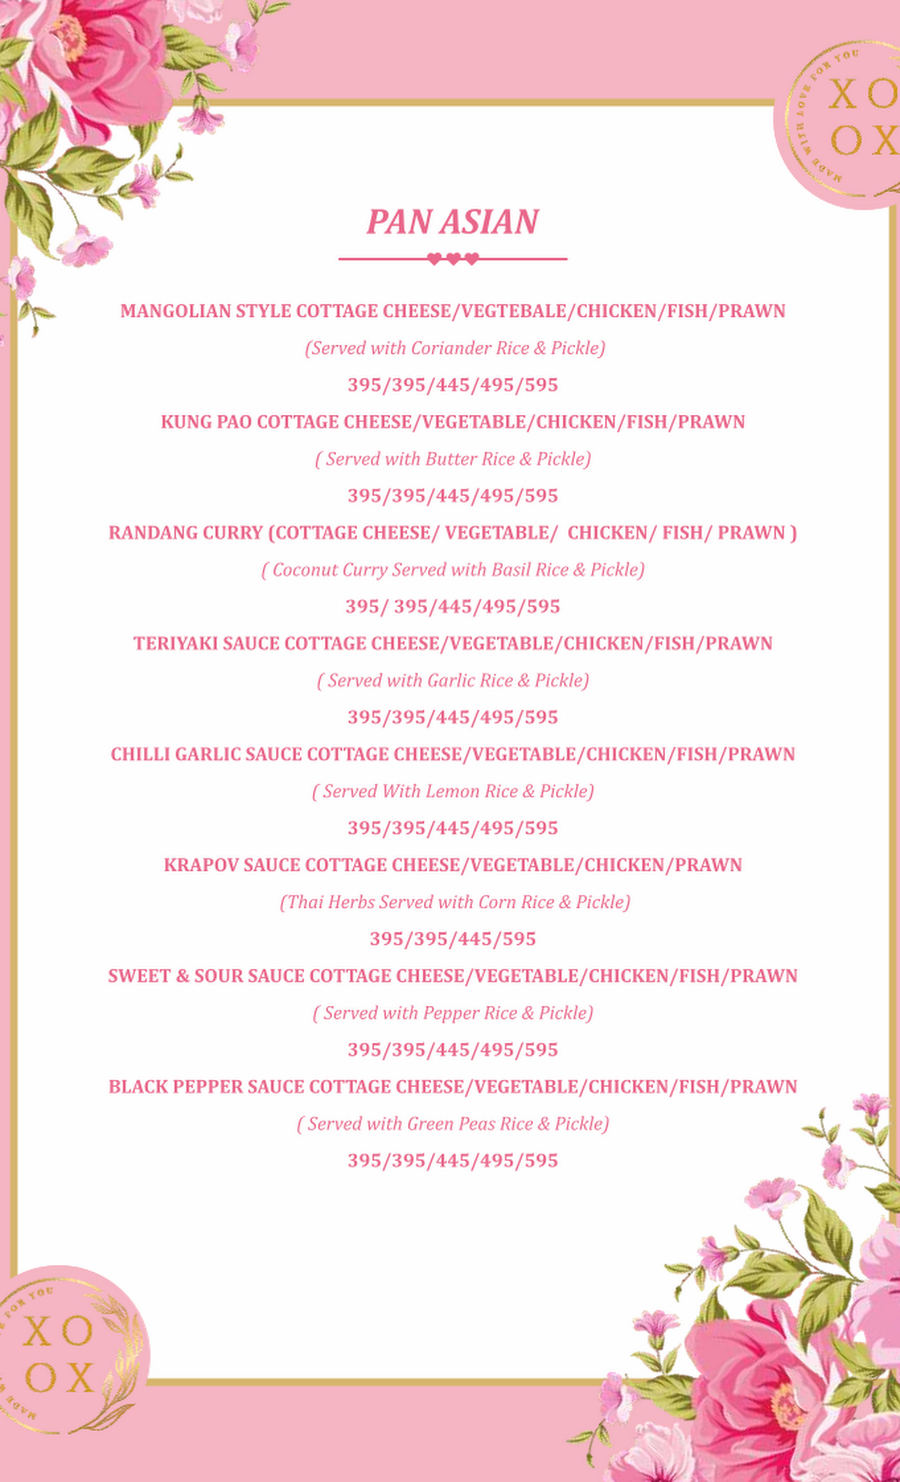 MADE WITH LOVE FOR YOU
XO
OX
PAN ASIAN
MANGOLIAN STYLE COTTAGE CHEESE/VEGTEBALE/CHICKEN/FISH/PRAWN
(Served with Coriander Rice & Pickle)
395/395/445/495/595
KUNG PAO COTTAGE CHEESE/VEGETABLE/CHICKEN/FISH/PRAWN
( Served with Butter Rice & Pickle)
395/395/445/495/595
RANDANG CURRY (COTTAGE CHEESE/ VEGETABLE/ CHICKEN/ FISH/ PRAWN )
( Coconut Curry Served with Basil Rice & Pickle)
395/ 395/445/495/595
TERIYAKI SAUCE COTTAGE CHEESE/VEGETABLE/CHICKEN/FISH/PRAWN
( Served with Garlic Rice & Pickle)
395/395/445/495/595
CHILLI GARLIC SAUCE COTTAGE CHEESE/VEGETABLE/CHICKEN/FISH/PRAWN
( Served With Lemon Rice & Pickle)
395/395/445/495/595
KRAPOV SAUCE COTTAGE CHEESE/VEGETABLE/CHICKEN/PRAWN
(Thai Herbs Served with Corn Rice & Pickle)
395/395/445/595
SWEET & SOUR SAUCE COTTAGE CHEESE/VEGETABLE/CHICKEN/FISH/PRAWN
( Served with Pepper Rice & Pickle)
395/395/445/495/595
BLACK PEPPER SAUCE COTTAGE CHEESE/VEGETABLE/CHICKEN/FISH/PRAWN
( Served with Green Peas Rice & Pickle)
395/395/445/495/595
FOR YOU
XO
OX
MADE